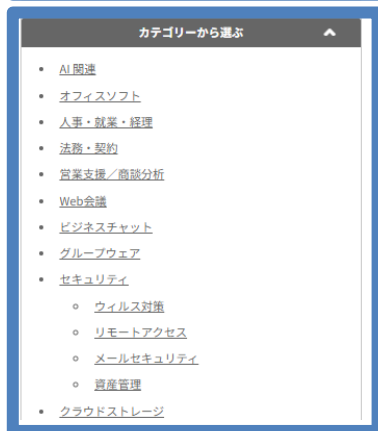 カテゴリーから選ぶ
AI関連
オフィスソフト
人事・就業・経理
法務・契約
営業支援／商談分析
Web会議
ビジネスチャット
グループウェア
セキュリティ
ウィルス対策
リモートアクセス
メールセキュリティ
資産管理
クラウドストレージ